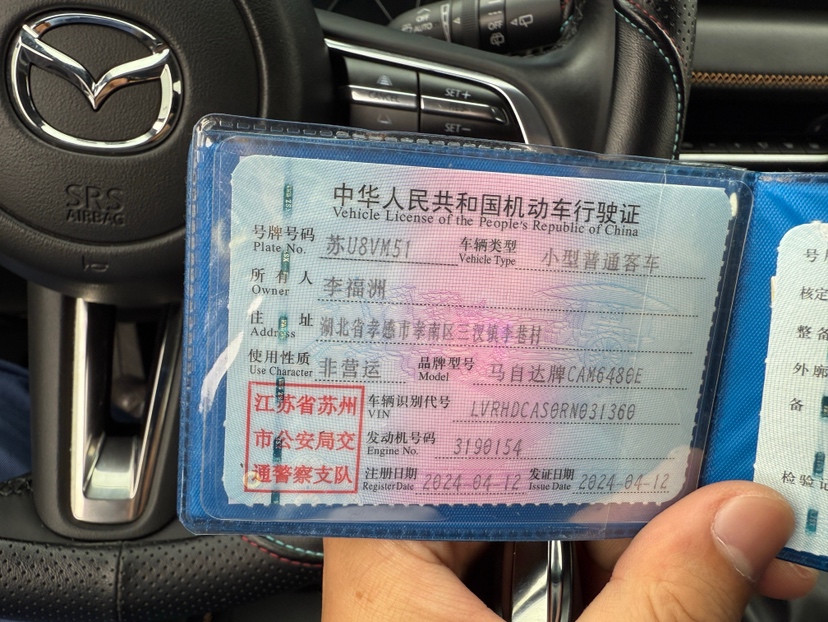 SET+
SET-
SRS
AIRBAG
中华人民共和国机动车行驶证
Vehicle License of the People's Republic of China
号牌号码 苏U8VM51 车辆类型 小型普通客车
Plate No. Vehicle Type
所有人 李福洲
Owner
住址 湖北省孝感市孝南区三汊镇李巷村
Address
使用性质 非营运 品牌型号 马自达牌CAM6480E
Use Character Model
江苏省苏州 车辆识别代号 LVRHDCAS0RN031360
VIN
市公安局交 发动机号码 3190154
Engine No.
通警察支队 注册日期 2024-04-12 发证日期 2024-04-12
Register Date Issue Date
号
核定
整备
外廓
备
检验记